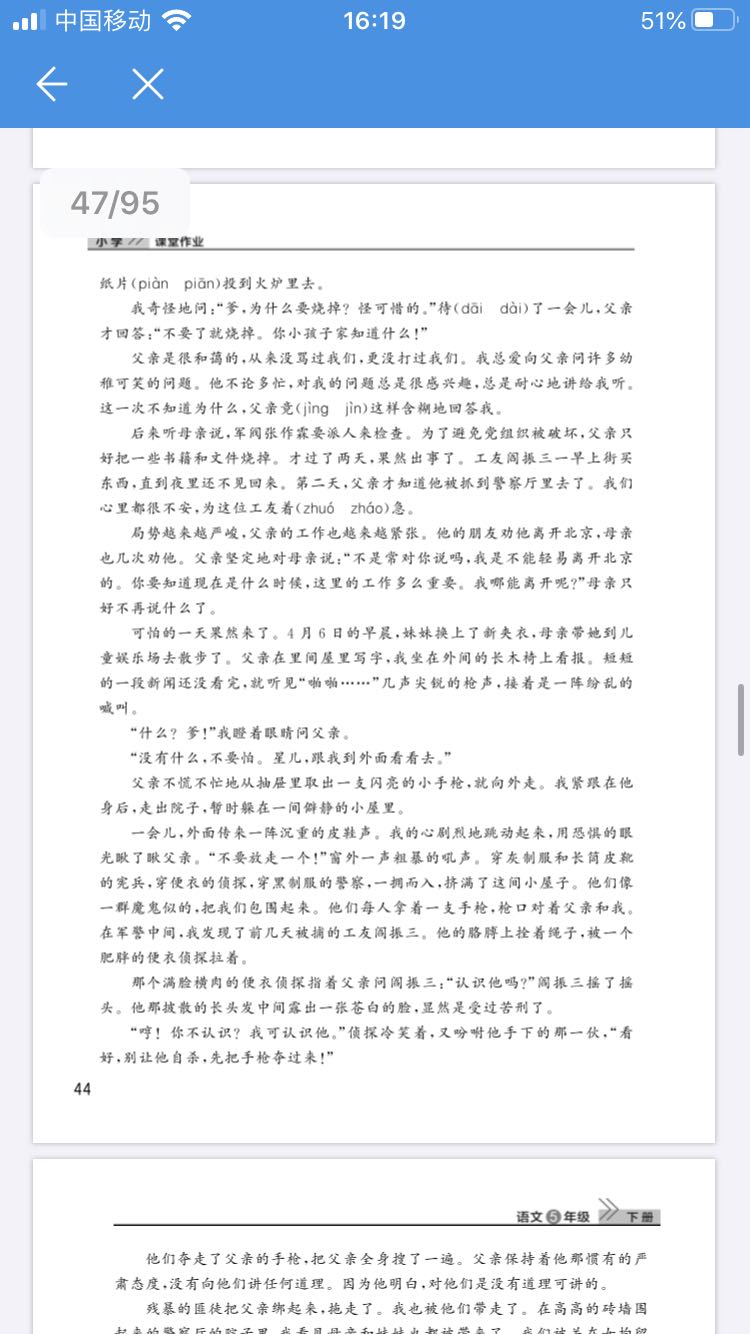 中国移动
16:19
51%
47/95
小学 课堂作业
纸片(piàn piān)投到火炉里去。
我奇怪地问:“爹,为什么要烧掉? 怪可惜的。”待(dāi dài)了一会儿,父亲
才回答:“不要了就烧掉。你小孩子家知道什么!”
父亲是很和蔼的,从来没骂过我们,更没打过我们。我总爱向父亲问许多幼
稚可笑的问题。他不论多忙,对我的问题总是很感兴趣,总是耐心地讲给我听。
这一次不知道为什么,父亲竟(jìng jìn)这样含糊地回答我。
后来听母亲说,军阀张作霖要派人来检查。为了避免党组织被破坏,父亲只
好把一些书籍和文件烧掉。才过了两天,果然出事了。工友阎振三一早上街买
东西,直到夜里还不见回来。第二天,父亲才知道他被抓到警察厅里去了。我们
心里都很不安,为这位工友着(zhuó zháo)急。
局势越来越严峻,父亲的工作也越来越紧张。他的朋友劝他离开北京,母亲
也几次劝他。父亲坚定地对母亲说:“不是常对你说吗,我是不能轻易离开北京
的。你要知道现在是什么时候,这里的工作多么重要。我哪能离开呢?”母亲只
好不再说什么了。
可怕的一天果然来了。4月6日的早晨,妹妹换上了新夹衣,母亲带她到儿
童娱乐场去散步了。父亲在里间屋里写字,我坐在外间的长木椅上看报。短短
的一段新闻还没看完,就听见“啪啪……”几声尖锐的枪声,接着是一阵纷乱的
喊叫。
“什么? 爹!”我瞪着眼睛问父亲。
“没有什么,不要怕。星儿,跟我到外面看看去。”
父亲不慌不忙地从抽屉里取出一支闪亮的小手枪,就向外走。我紧跟在他
身后,走出院子,暂时躲在一间僻静的小屋里。
一会儿,外面传来一阵沉重的皮鞋声。我的心剧烈地跳动起来,用恐惧的眼
光瞅了瞅父亲。“不要放走一个!”窗外一声粗暴的吼声。穿灰制服和长筒皮靴
的宪兵,穿便衣的侦探,穿黑制服的警察,一拥而入,挤满了这间小屋子。他们像
一群魔鬼似的,把我们包围起来。他们每人拿着一支手枪,枪口对着父亲和我。
在军警中间,我发现了前几天被捕的工友阎振三。他的胳膊上拴着绳子,被一个
肥胖的便衣侦探拉着。
那个满脸横肉的便衣侦探指着父亲问阎振三:“认识他吗?”阎振三摇了摇
头。他那披散的长头发中间露出一张苍白的脸,显然是受过苦刑了。
“哼! 你不认识? 我可认识他。”侦探冷笑着,又吩咐他手下的那一伙,“看
好,别让他自杀,先把手枪夺过来!”
44
语文5年级 下册
他们夺走了父亲的手枪,把父亲全身搜了一遍。父亲保持着他那惯有的严
肃态度,没有向他们讲任何道理。因为他明白,对他们是没有道理可讲的。
残暴的匪徒把父亲绑起来,拖走了。我也被他们带走了。在高高的砖墙围